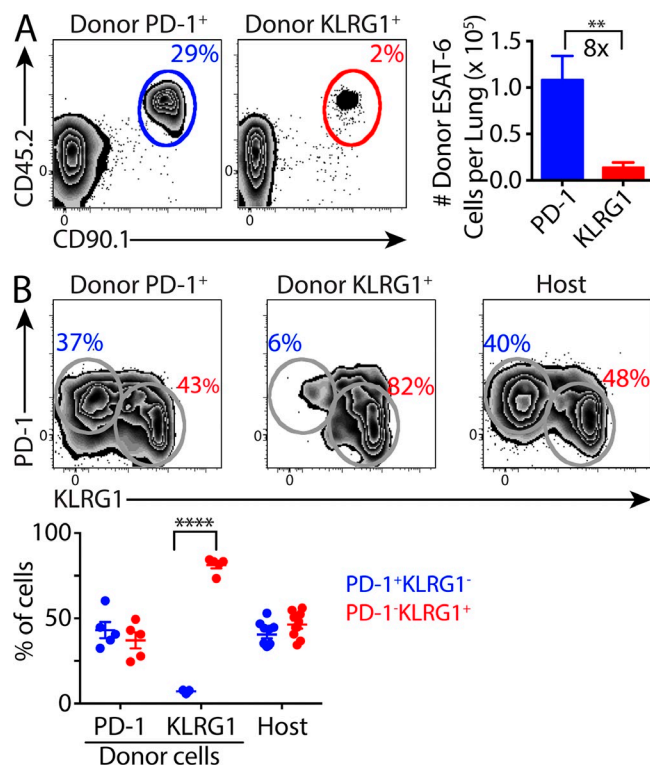 A
Donor PD-1⁺
Donor KLRG1⁺
29%
2%
CD45.2
0
0
0
CD90.1
# Donor ESAT-6
Cells per Lung (x 10⁵)
1.5
1.0
0.5
0.0
**
8x
PD-1
KLRG1
B
Donor PD-1⁺
Donor KLRG1⁺
Host
37%
43%
6%
82%
40%
48%
PD-1
0
0
0
0
0
KLRG1
% of cells
100
50
0
****
PD-1⁺KLRG1⁻
PD-1⁻KLRG1⁺
PD-1
KLRG1
Host
Donor cells